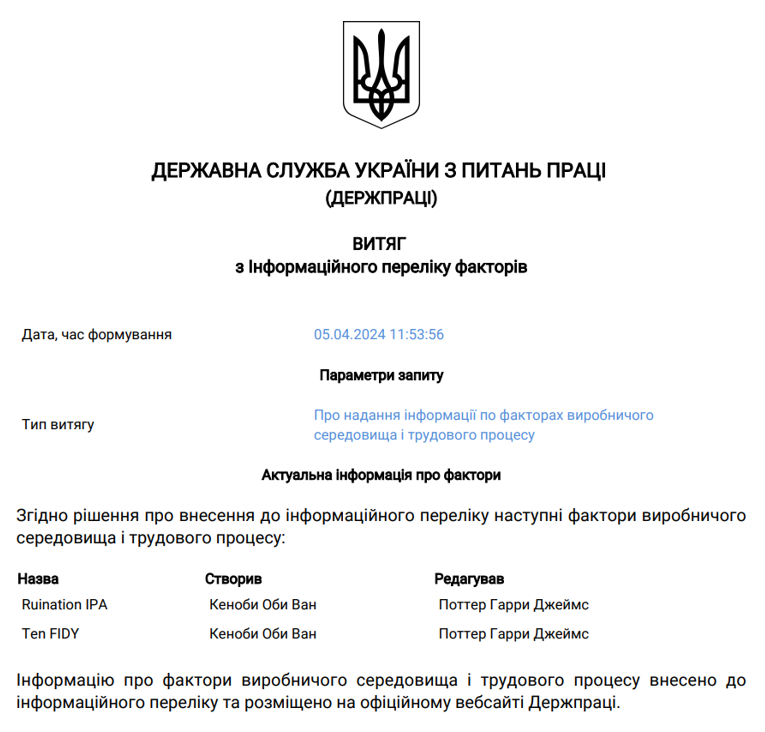 ДЕРЖАВНА СЛУЖБА УКРАЇНИ З ПИТАНЬ ПРАЦІ
(ДЕРЖПРАЦІ)
ВИТЯГ
з Інформаційного переліку факторів
Дата, час формування 05.04.2024 11:53:56
Параметри запиту
Тип витягу Про надання інформації по факторах виробничого
середовища і трудового процесу
Актуальна інформація про фактори
Згідно рішення про внесення до інформаційного переліку наступні фактори виробничого
середовища і трудового процесу:
Назва Створив Редагував
Ruination IPA Кеноби Оби Ван Поттер Гарри Джеймс
Ten FIDY Кеноби Оби Ван Поттер Гарри Джеймс
Інформацію про фактори виробничого середовища і трудового процесу внесено до
інформаційного переліку та розміщено на офіційному вебсайті Держпраці.